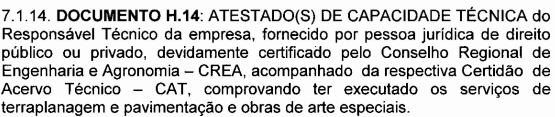 7.1.14. DOCUMENTO H.14: ATESTADO(S) DE CAPACIDADE TÉCNICA do
Responsável Técnico da empresa, fornecido por pessoa jurídica de direito
público ou privado, devidamente certificado pelo Conselho Regional de
Engenharia e Agronomia – CREA, acompanhado da respectiva Certidão de
Acervo Técnico – CAT, comprovando ter executado os serviços de
terraplanagem e pavimentação e obras de arte especiais.